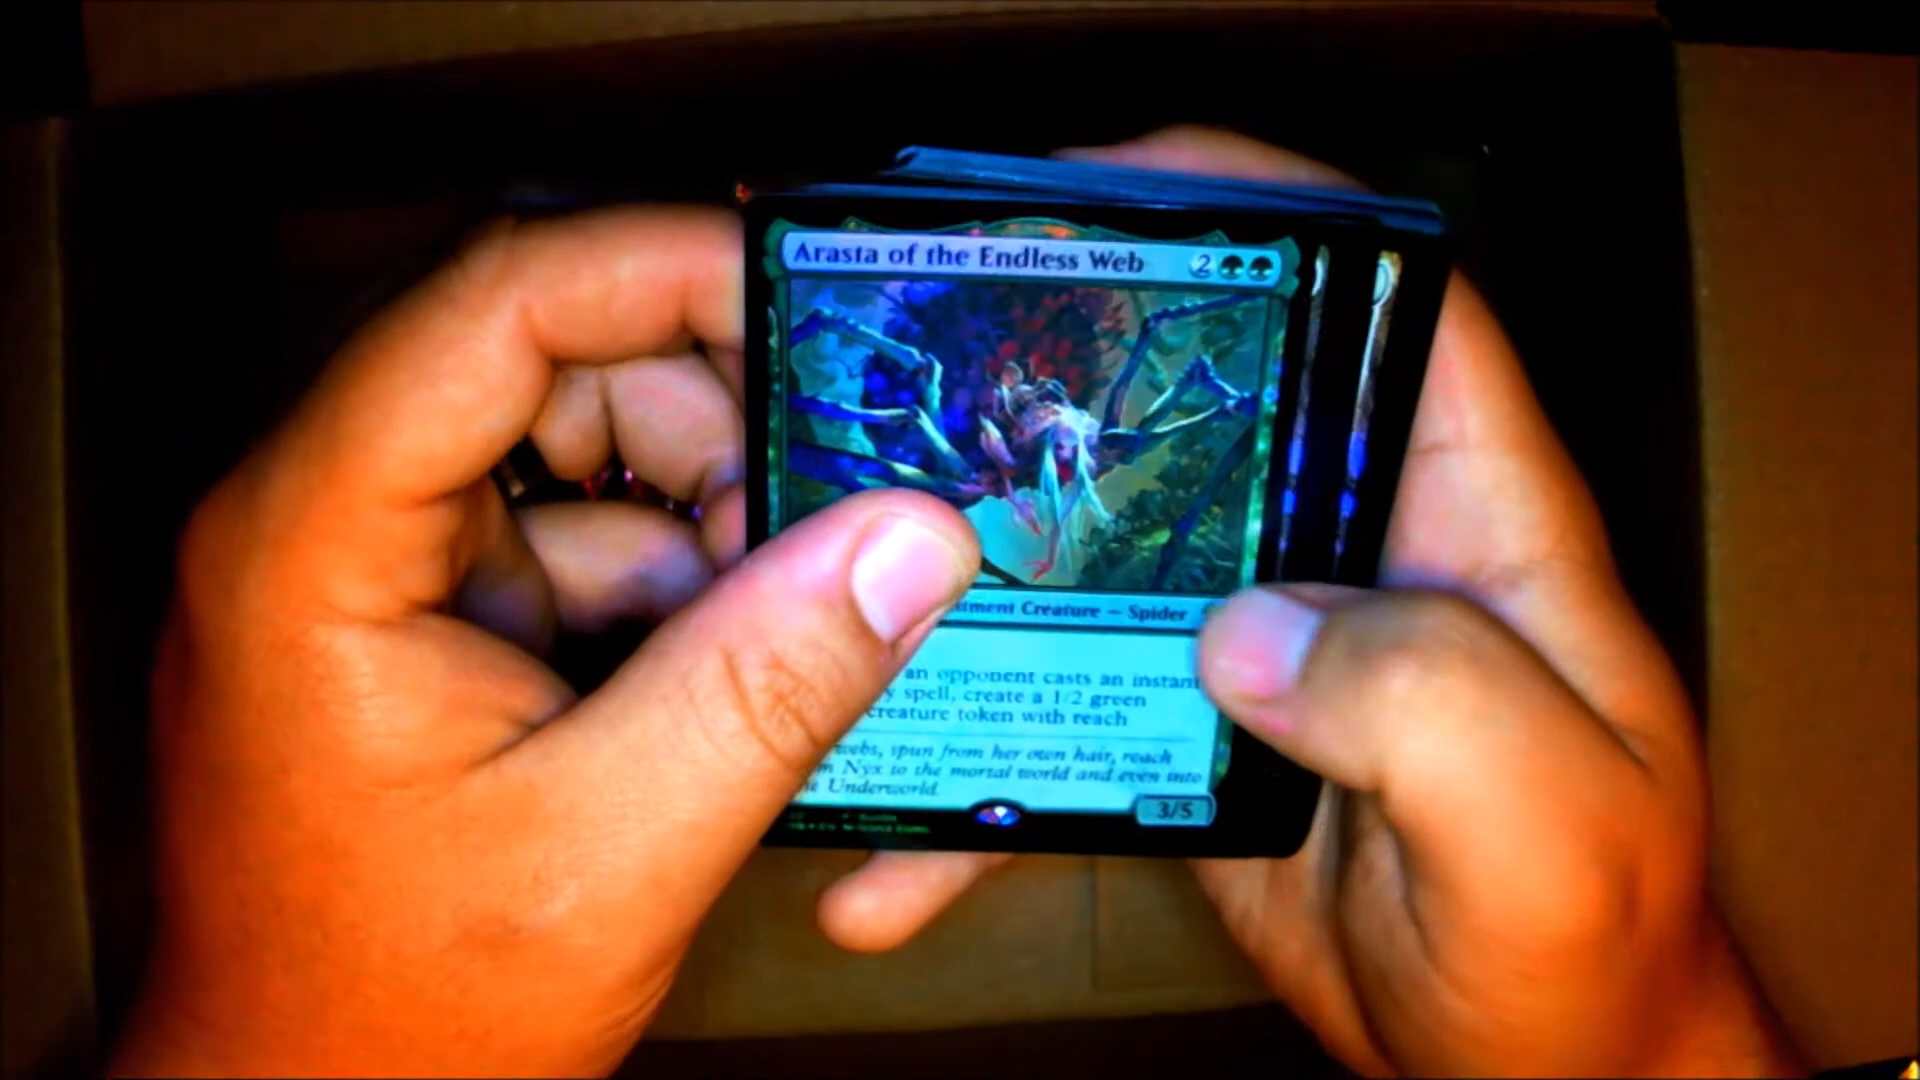 Arasta of the Endless Web 2
ment Creature — Spider
an opponent casts an instant
y spell, create a 1/2 green
creature token with reach
webs, spun from her own hair, reach
m Nyx to the mortal world and even into
Underworld.
3/5